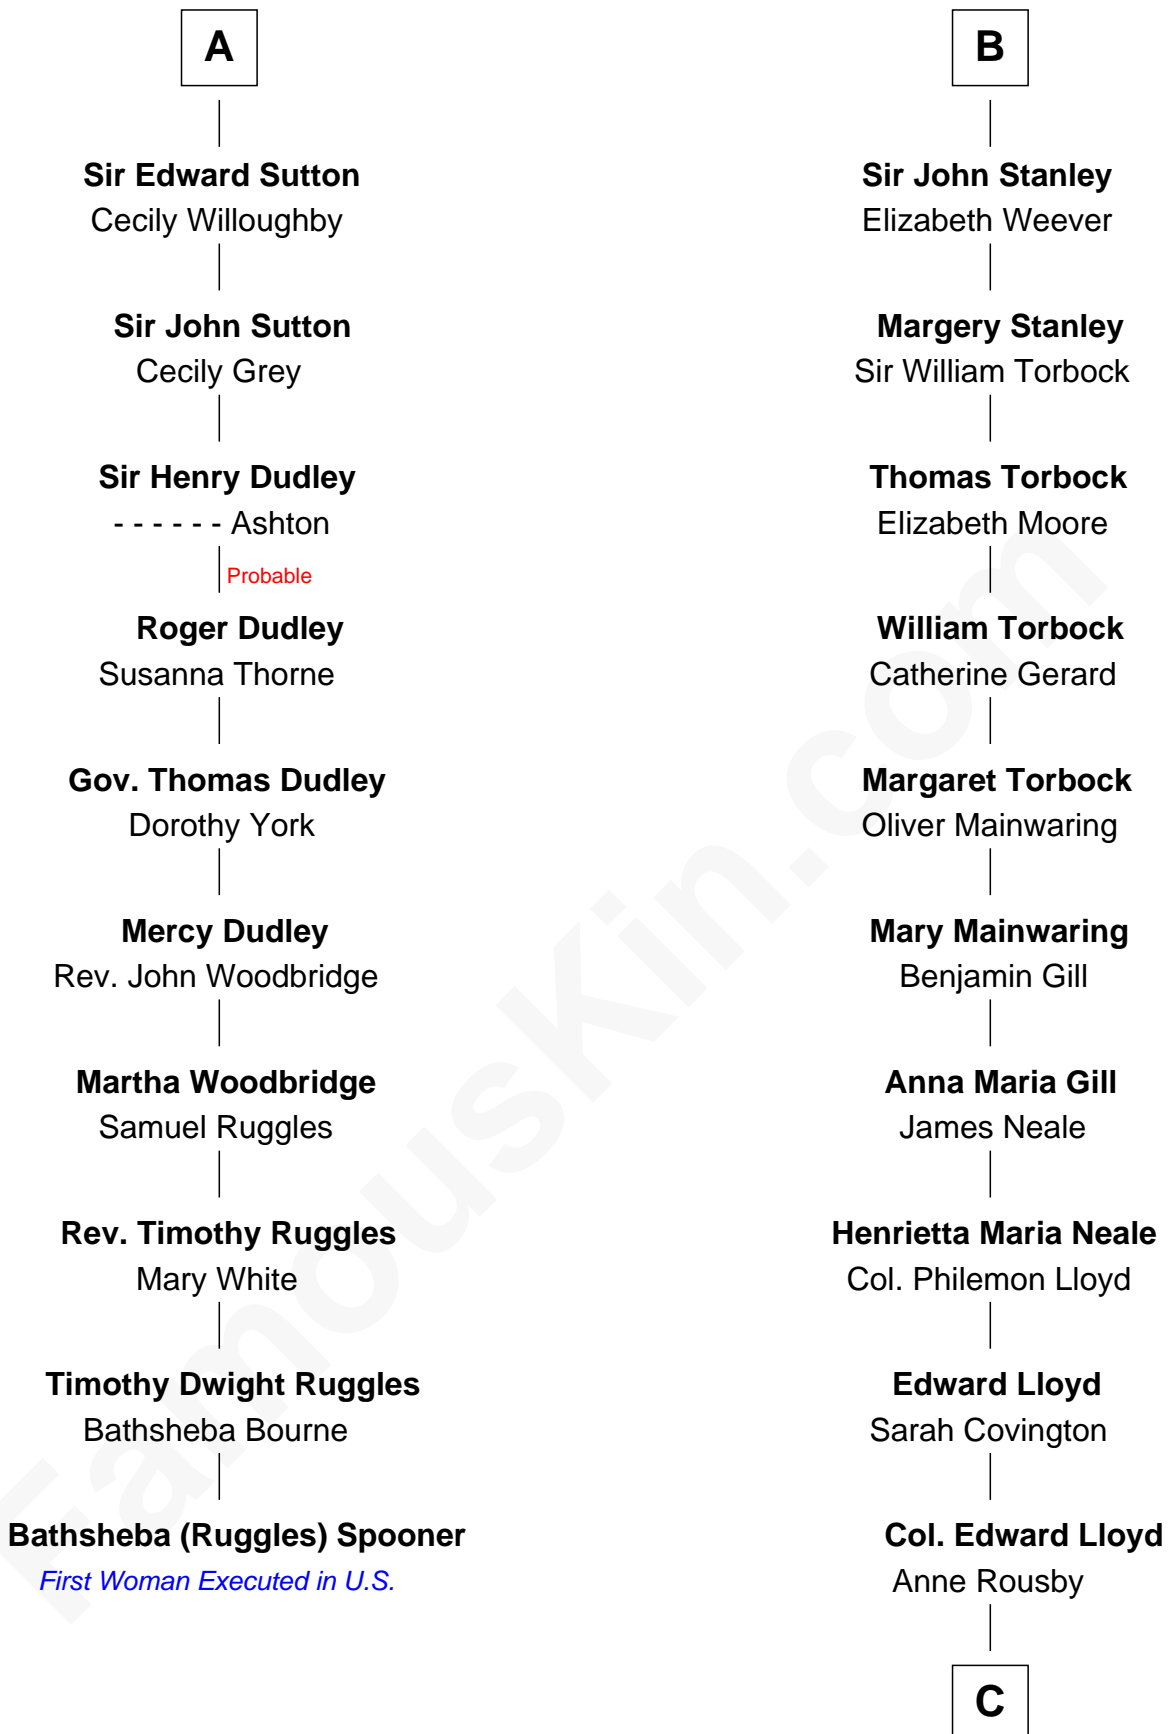 A
Sir Edward Sutton
Cecily Willoughby
Sir John Sutton
Cecily Grey
Sir Henry Dudley
- - - - - - Ashton
Probable
Roger Dudley
Susanna Thorne
Gov. Thomas Dudley
Dorothy York
Mercy Dudley
Rev. John Woodbridge
Martha Woodbridge
Samuel Ruggles
Rev. Timothy Ruggles
Mary White
Timothy Dwight Ruggles
Bathsheba Bourne
Bathsheba (Ruggles) Spooner
First Woman Executed in U.S.
B
Sir John Stanley
Elizabeth Weever
Margery Stanley
Sir William Torbock
Thomas Torbock
Elizabeth Moore
William Torbock
Catherine Gerard
Margaret Torbock
Oliver Mainwaring
Mary Mainwaring
Benjamin Gill
Anna Maria Gill
James Neale
Henrietta Maria Neale
Col. Philemon Lloyd
Edward Lloyd
Sarah Covington
Col. Edward Lloyd
Anne Rousby
C
FamousKin.com